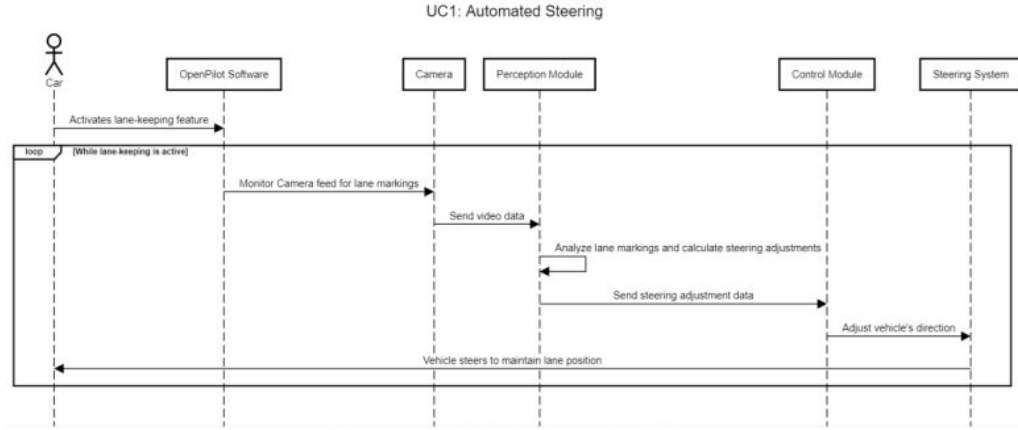 UC1: Automated Steering
Car
OpenPilot Software
Camera
Perception Module
Control Module
Steering System
Activates lane-keeping feature
loop
[While lane-keeping is active]
Monitor Camera feed for lane markings
Send video data
Analyze lane markings and calculate steering adjustments
Send steering adjustment data
Adjust vehicle's direction
Vehicle steers to maintain lane position